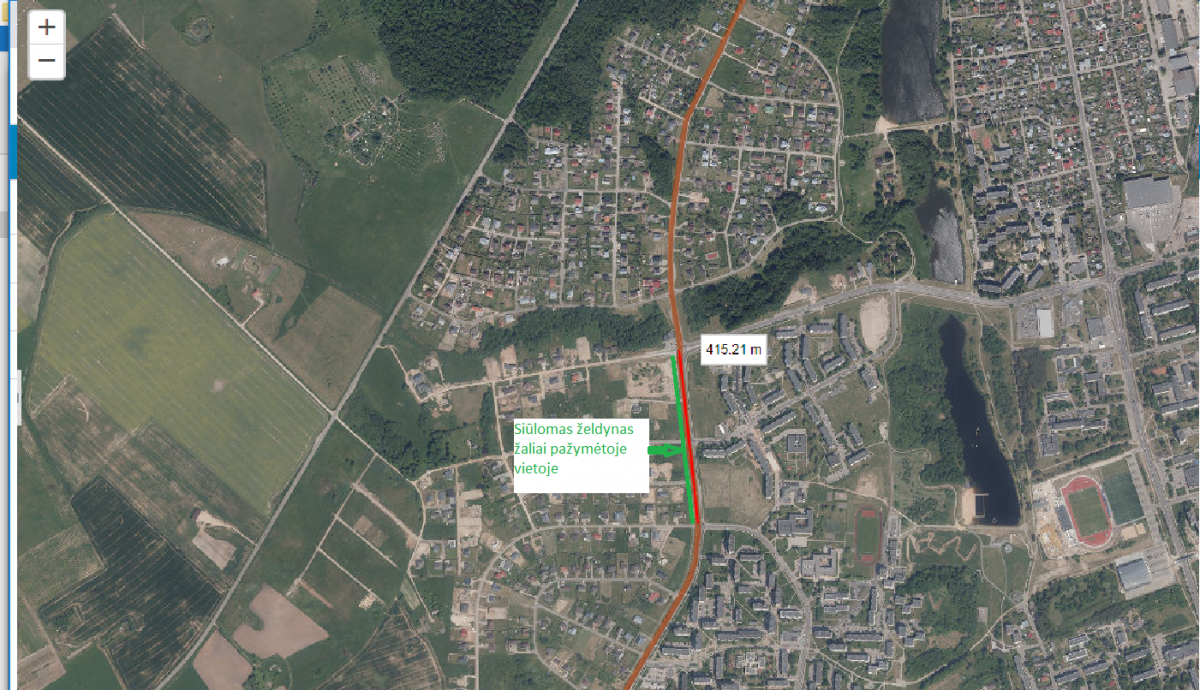 +
−
415.21 m
Siūlomas želdynas
žaliai pažymėtoje
vietoje